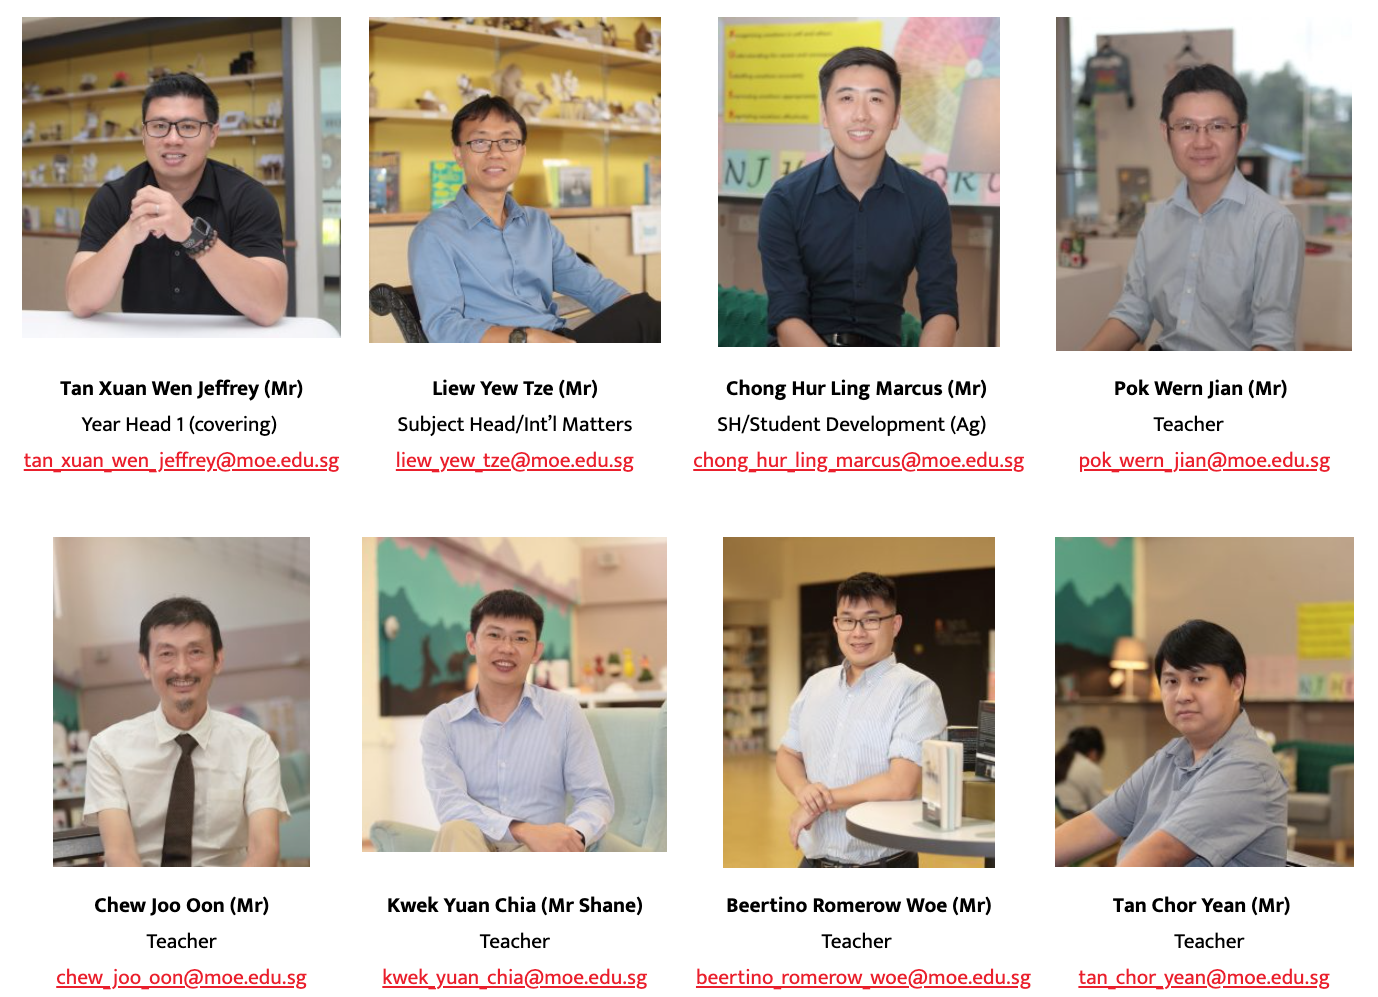 NJ H
ORU
Tan Xuan Wen Jeffrey (Mr)
Year Head 1 (covering)
tan_xuan_wen_jeffrey@moe.edu.sg
Liew Yew Tze (Mr)
Subject Head/Int’l Matters
liew_yew_tze@moe.edu.sg
Chong Hur Ling Marcus (Mr)
SH/Student Development (Ag)
chong_hur_ling_marcus@moe.edu.sg
Pok Wern Jian (Mr)
Teacher
pok_wern_jian@moe.edu.sg
NJ HE
Chew Joo Oon (Mr)
Teacher
chew_joo_oon@moe.edu.sg
Kwek Yuan Chia (Mr Shane)
Teacher
kwek_yuan_chia@moe.edu.sg
Beertino Romerow Woe (Mr)
Teacher
beertino_romerow_woe@moe.edu.sg
Tan Chor Yean (Mr)
Teacher
tan_chor_yean@moe.edu.sg